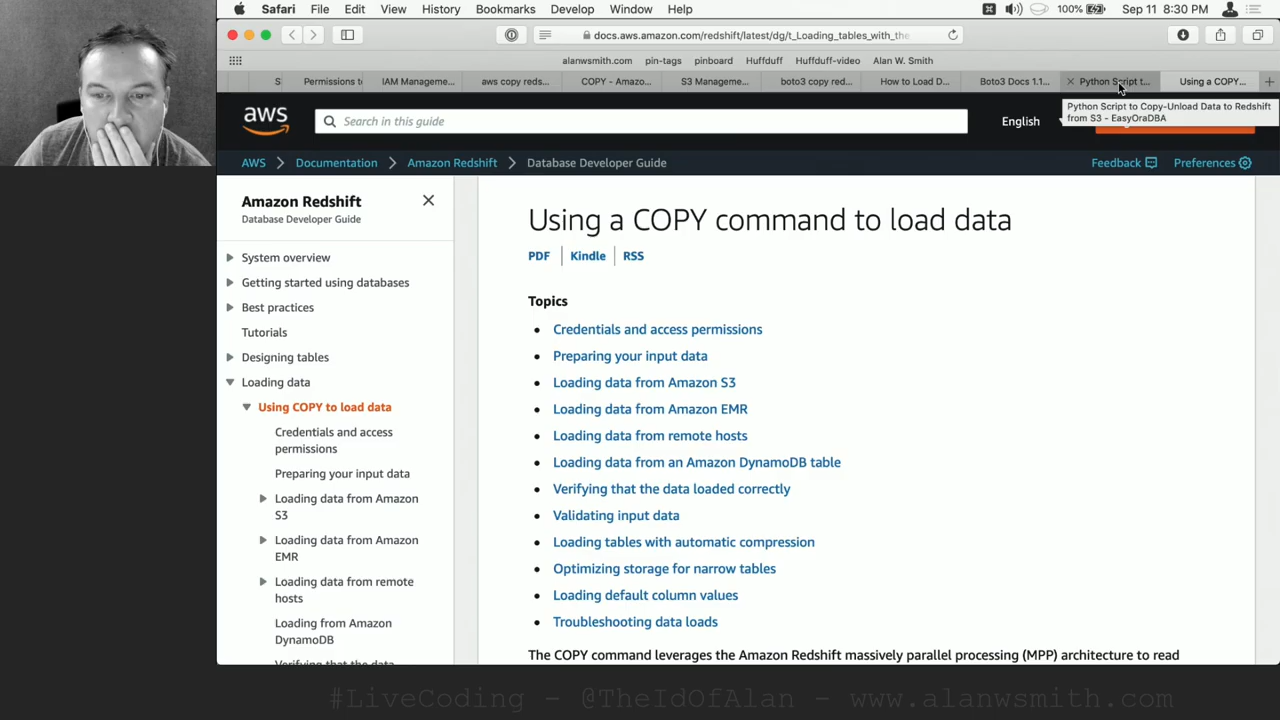 Safari File Edit View History Bookmarks Develop Window Help 100% Sep 11 8:30 PM
docs.aws.amazon.com/redshift/latest/dg/t_Loading_tables_with_the
alanwsmith.com pin-tags pinboard Huffduff Huffduff-video Alan W. Smith
S Permissions to IAM Manageme... aws copy reds... COPY - Amazo... S3 Manageme... boto3 copy red... How to Load D... Boto3 Docs 1.1... Python Script t... Using a COPY...
Python Script to Copy-Unload Data to Redshift
from S3 - EasyOraDBA
aws Search in this guide English
AWS Documentation Amazon Redshift Database Developer Guide Feedback Preferences
Amazon Redshift
Database Developer Guide
System overview
Getting started using databases
Best practices
Tutorials
Designing tables
Loading data
Using COPY to load data
Credentials and access
permissions
Preparing your input data
Loading data from Amazon
S3
Loading data from Amazon
EMR
Loading data from remote
hosts
Loading from Amazon
DynamoDB
Verifying that the data
Using a COPY command to load data
PDF Kindle RSS
Topics
• Credentials and access permissions
• Preparing your input data
• Loading data from Amazon S3
• Loading data from Amazon EMR
• Loading data from remote hosts
• Loading data from an Amazon DynamoDB table
• Verifying that the data loaded correctly
• Validating input data
• Loading tables with automatic compression
• Optimizing storage for narrow tables
• Loading default column values
• Troubleshooting data loads
The COPY command leverages the Amazon Redshift massively parallel processing (MPP) architecture to read
#LiveCoding - @TheIdOfAlan - www.alanwsmith.com